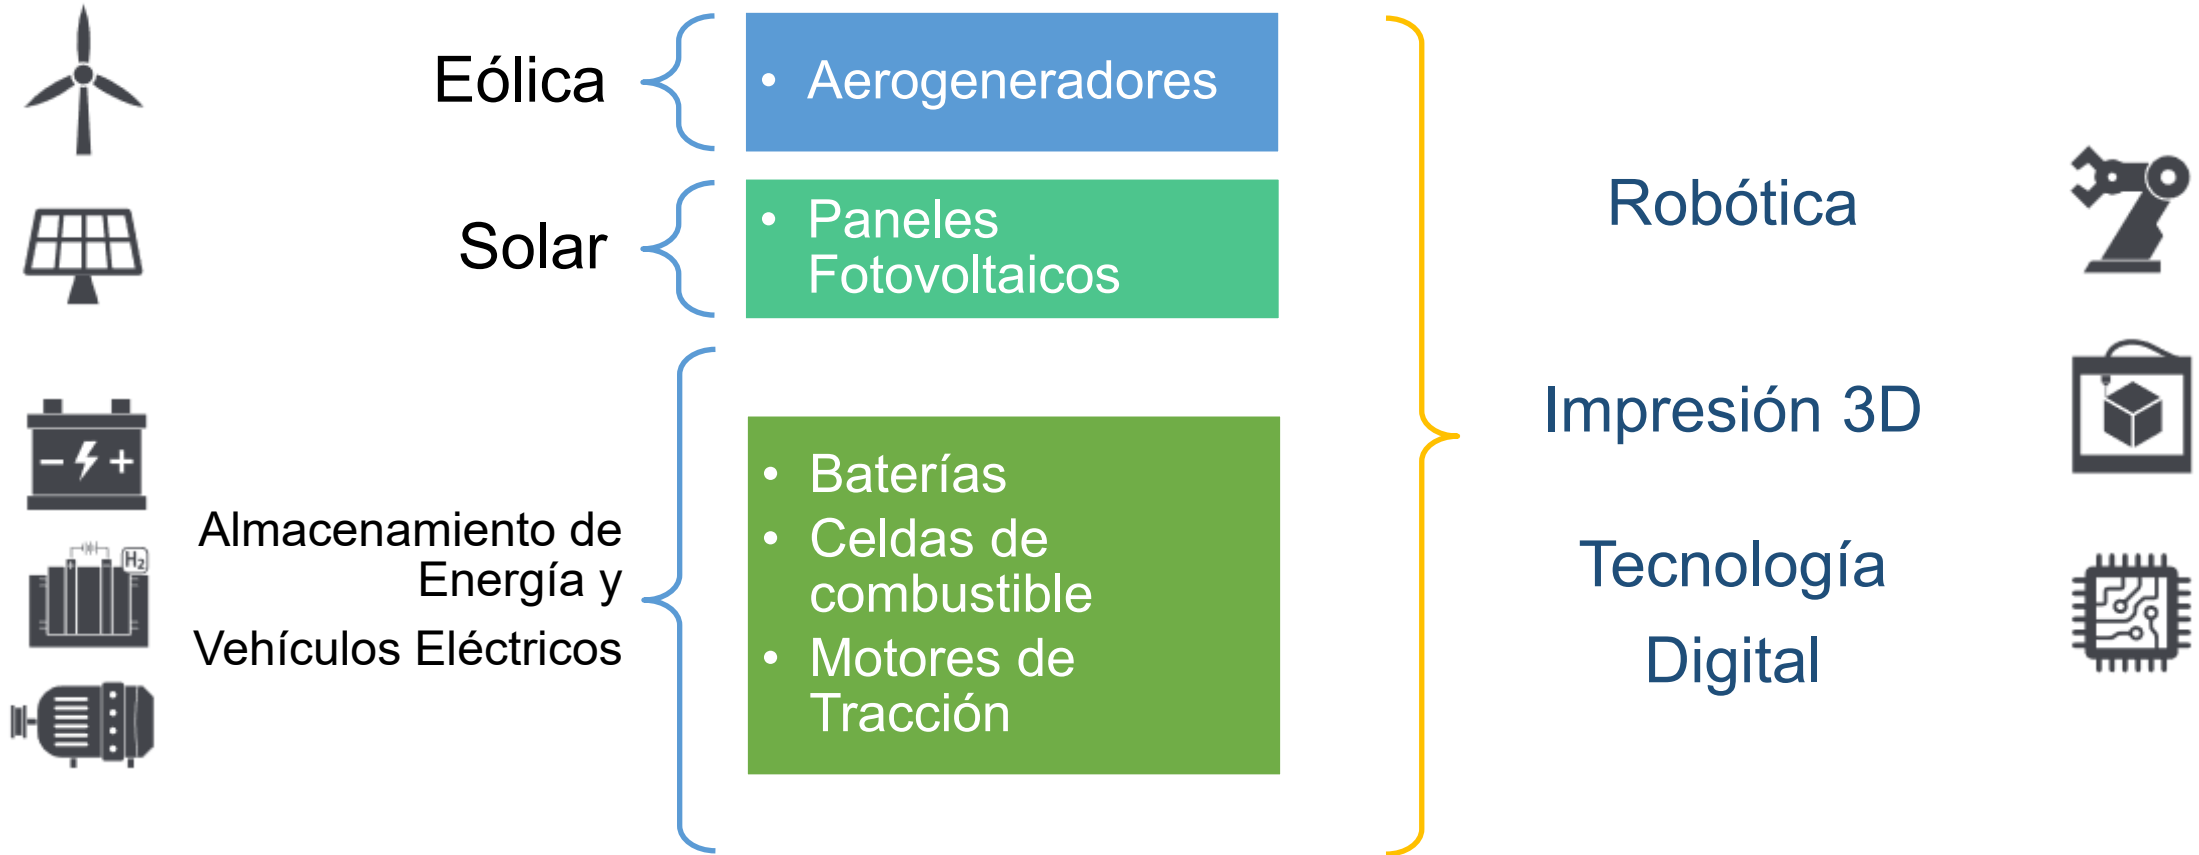 Eólica
• Aerogeneradores
Solar
• Paneles
Fotovoltaicos
Almacenamiento de
Energía y
Vehículos Eléctricos
• Baterías
• Celdas de
combustible
• Motores de
Tracción
Robótica
Impresión 3D
Tecnología
Digital
- +
H2